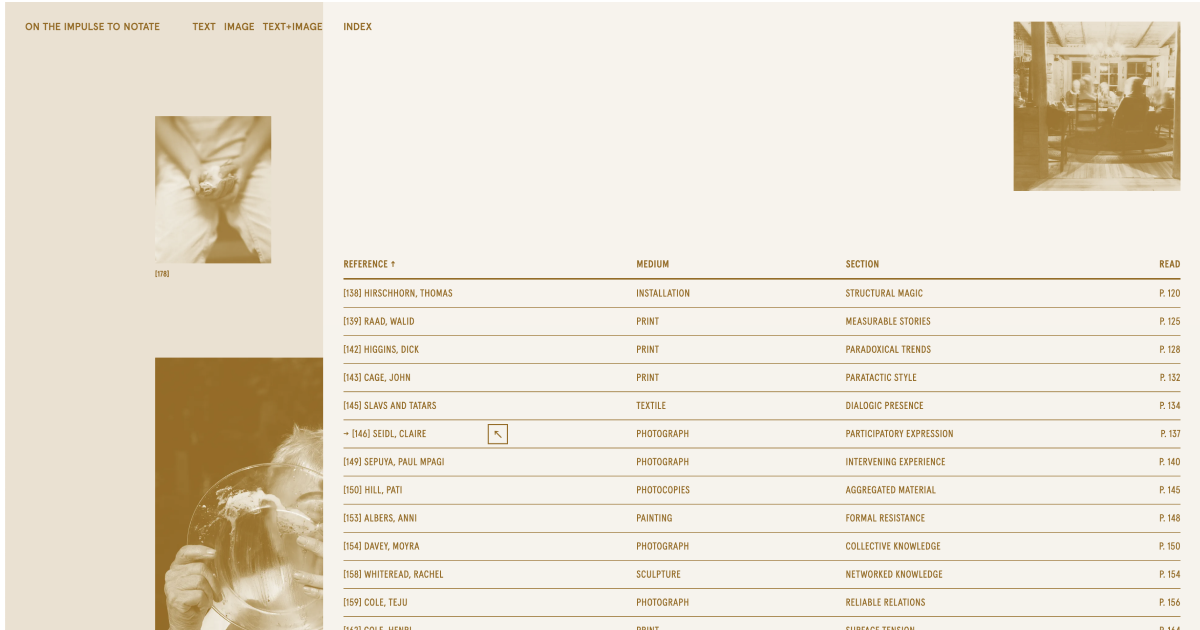 ON THE IMPULSE TO NOTATE TEXT IMAGE TEXT+IMAGE INDEX
[178]
REFERENCE ↑ MEDIUM SECTION READ
[138] HIRSCHHORN, THOMAS INSTALLATION STRUCTURAL MAGIC P. 120
[139] RAAD, WALID PRINT MEASURABLE STORIES P. 125
[142] HIGGINS, DICK PRINT PARADOXICAL TRENDS P. 128
[143] CAGE, JOHN PRINT PARATACTIC STYLE P. 132
[145] SLAVS AND TATARS TEXTILE DIALOGIC PRESENCE P. 134
→ [146] SEIDL, CLAIRE PHOTOGRAPH PARTICIPATORY EXPRESSION P. 137
[149] SEPUYA, PAUL MPAGI PHOTOGRAPH INTERVENING EXPERIENCE P. 140
[150] HILL, PATI PHOTOCOPIES AGGREGATED MATERIAL P. 145
[153] ALBERS, ANNI PAINTING FORMAL RESISTANCE P. 148
[154] DAVEY, MOYRA PHOTOGRAPH COLLECTIVE KNOWLEDGE P. 150
[158] WHITEREAD, RACHEL SCULPTURE NETWORKED KNOWLEDGE P. 154
[159] COLE, TEJU PHOTOGRAPH RELIABLE RELATIONS P. 156
COLE, HENRI PRINT SURFACE TENSION